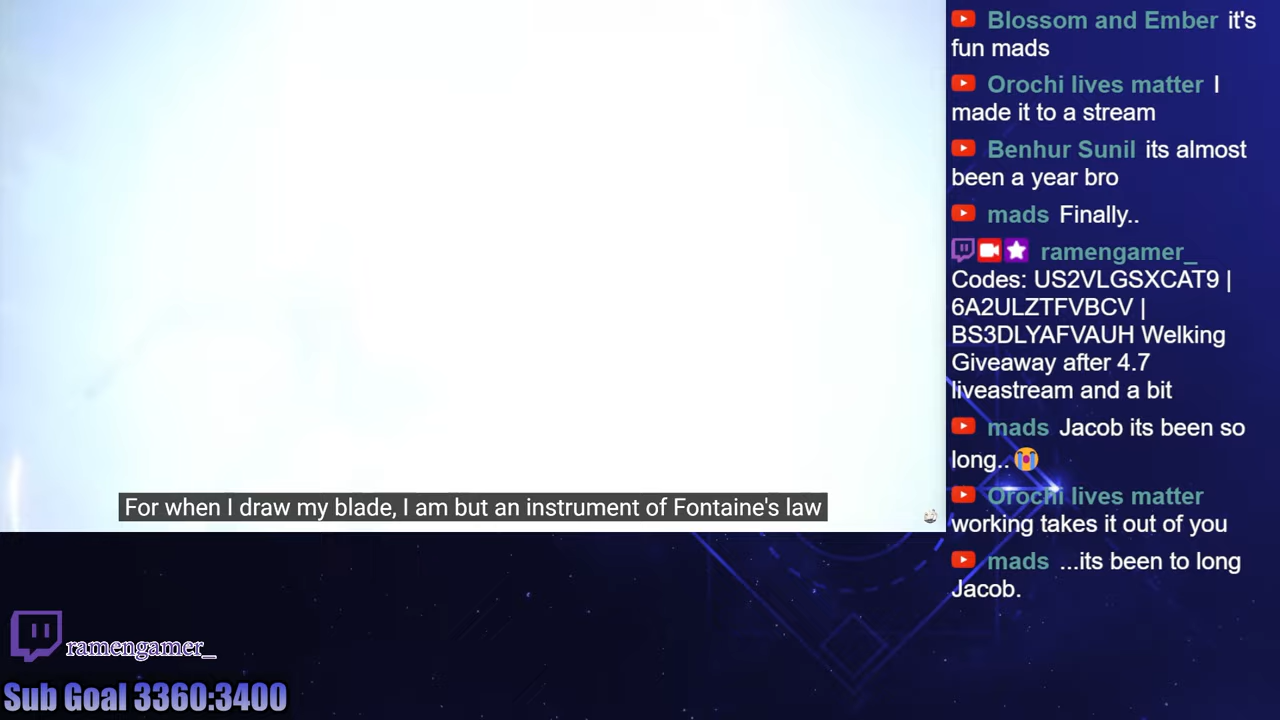 Blossom and Ember it's
fun mads
Orochi lives matter I
made it to a stream
Benhur Sunil its almost
been a year bro
mads Finally..
ramengamer_
Codes: US2VLGSXCAT9 |
6A2ULZTFVBCV |
BS3DLYAFVAUH Welking
Giveaway after 4.7
liveastream and a bit
mads Jacob its been so
long.. 😭
Orochi lives matter
working takes it out of you
mads ...its been to long
Jacob.
For when I draw my blade, I am but an instrument of Fontaine's law
ramengamer_
Sub Goal 3360:3400